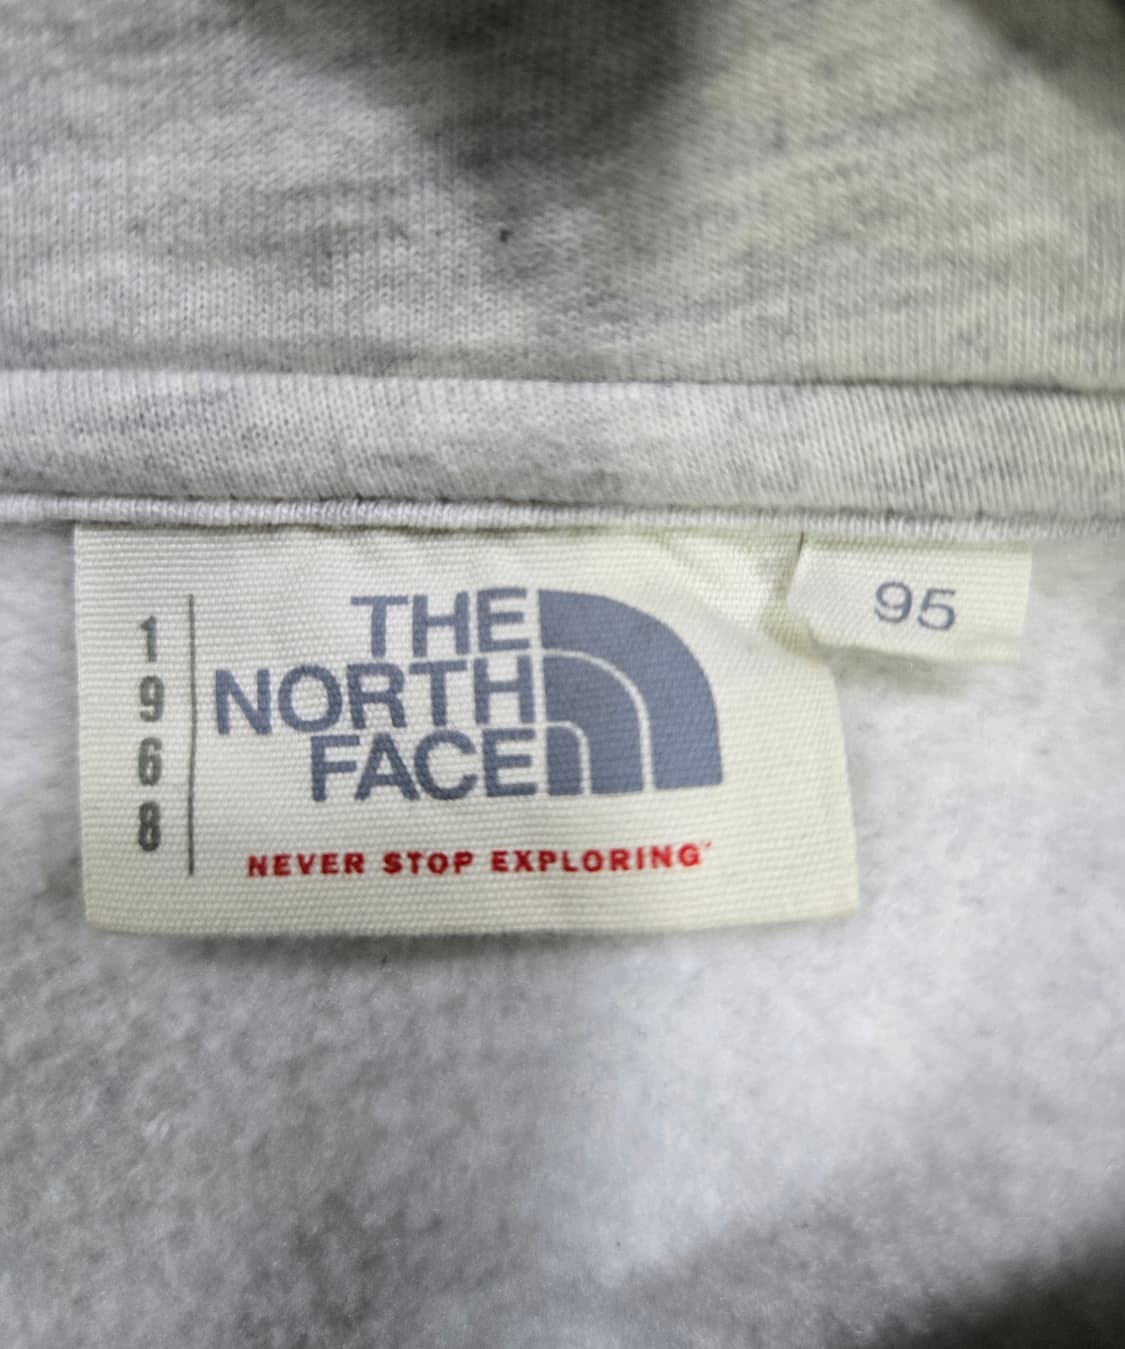 1968
THE
NORTH
FACE
NEVER STOP EXPLORING
95